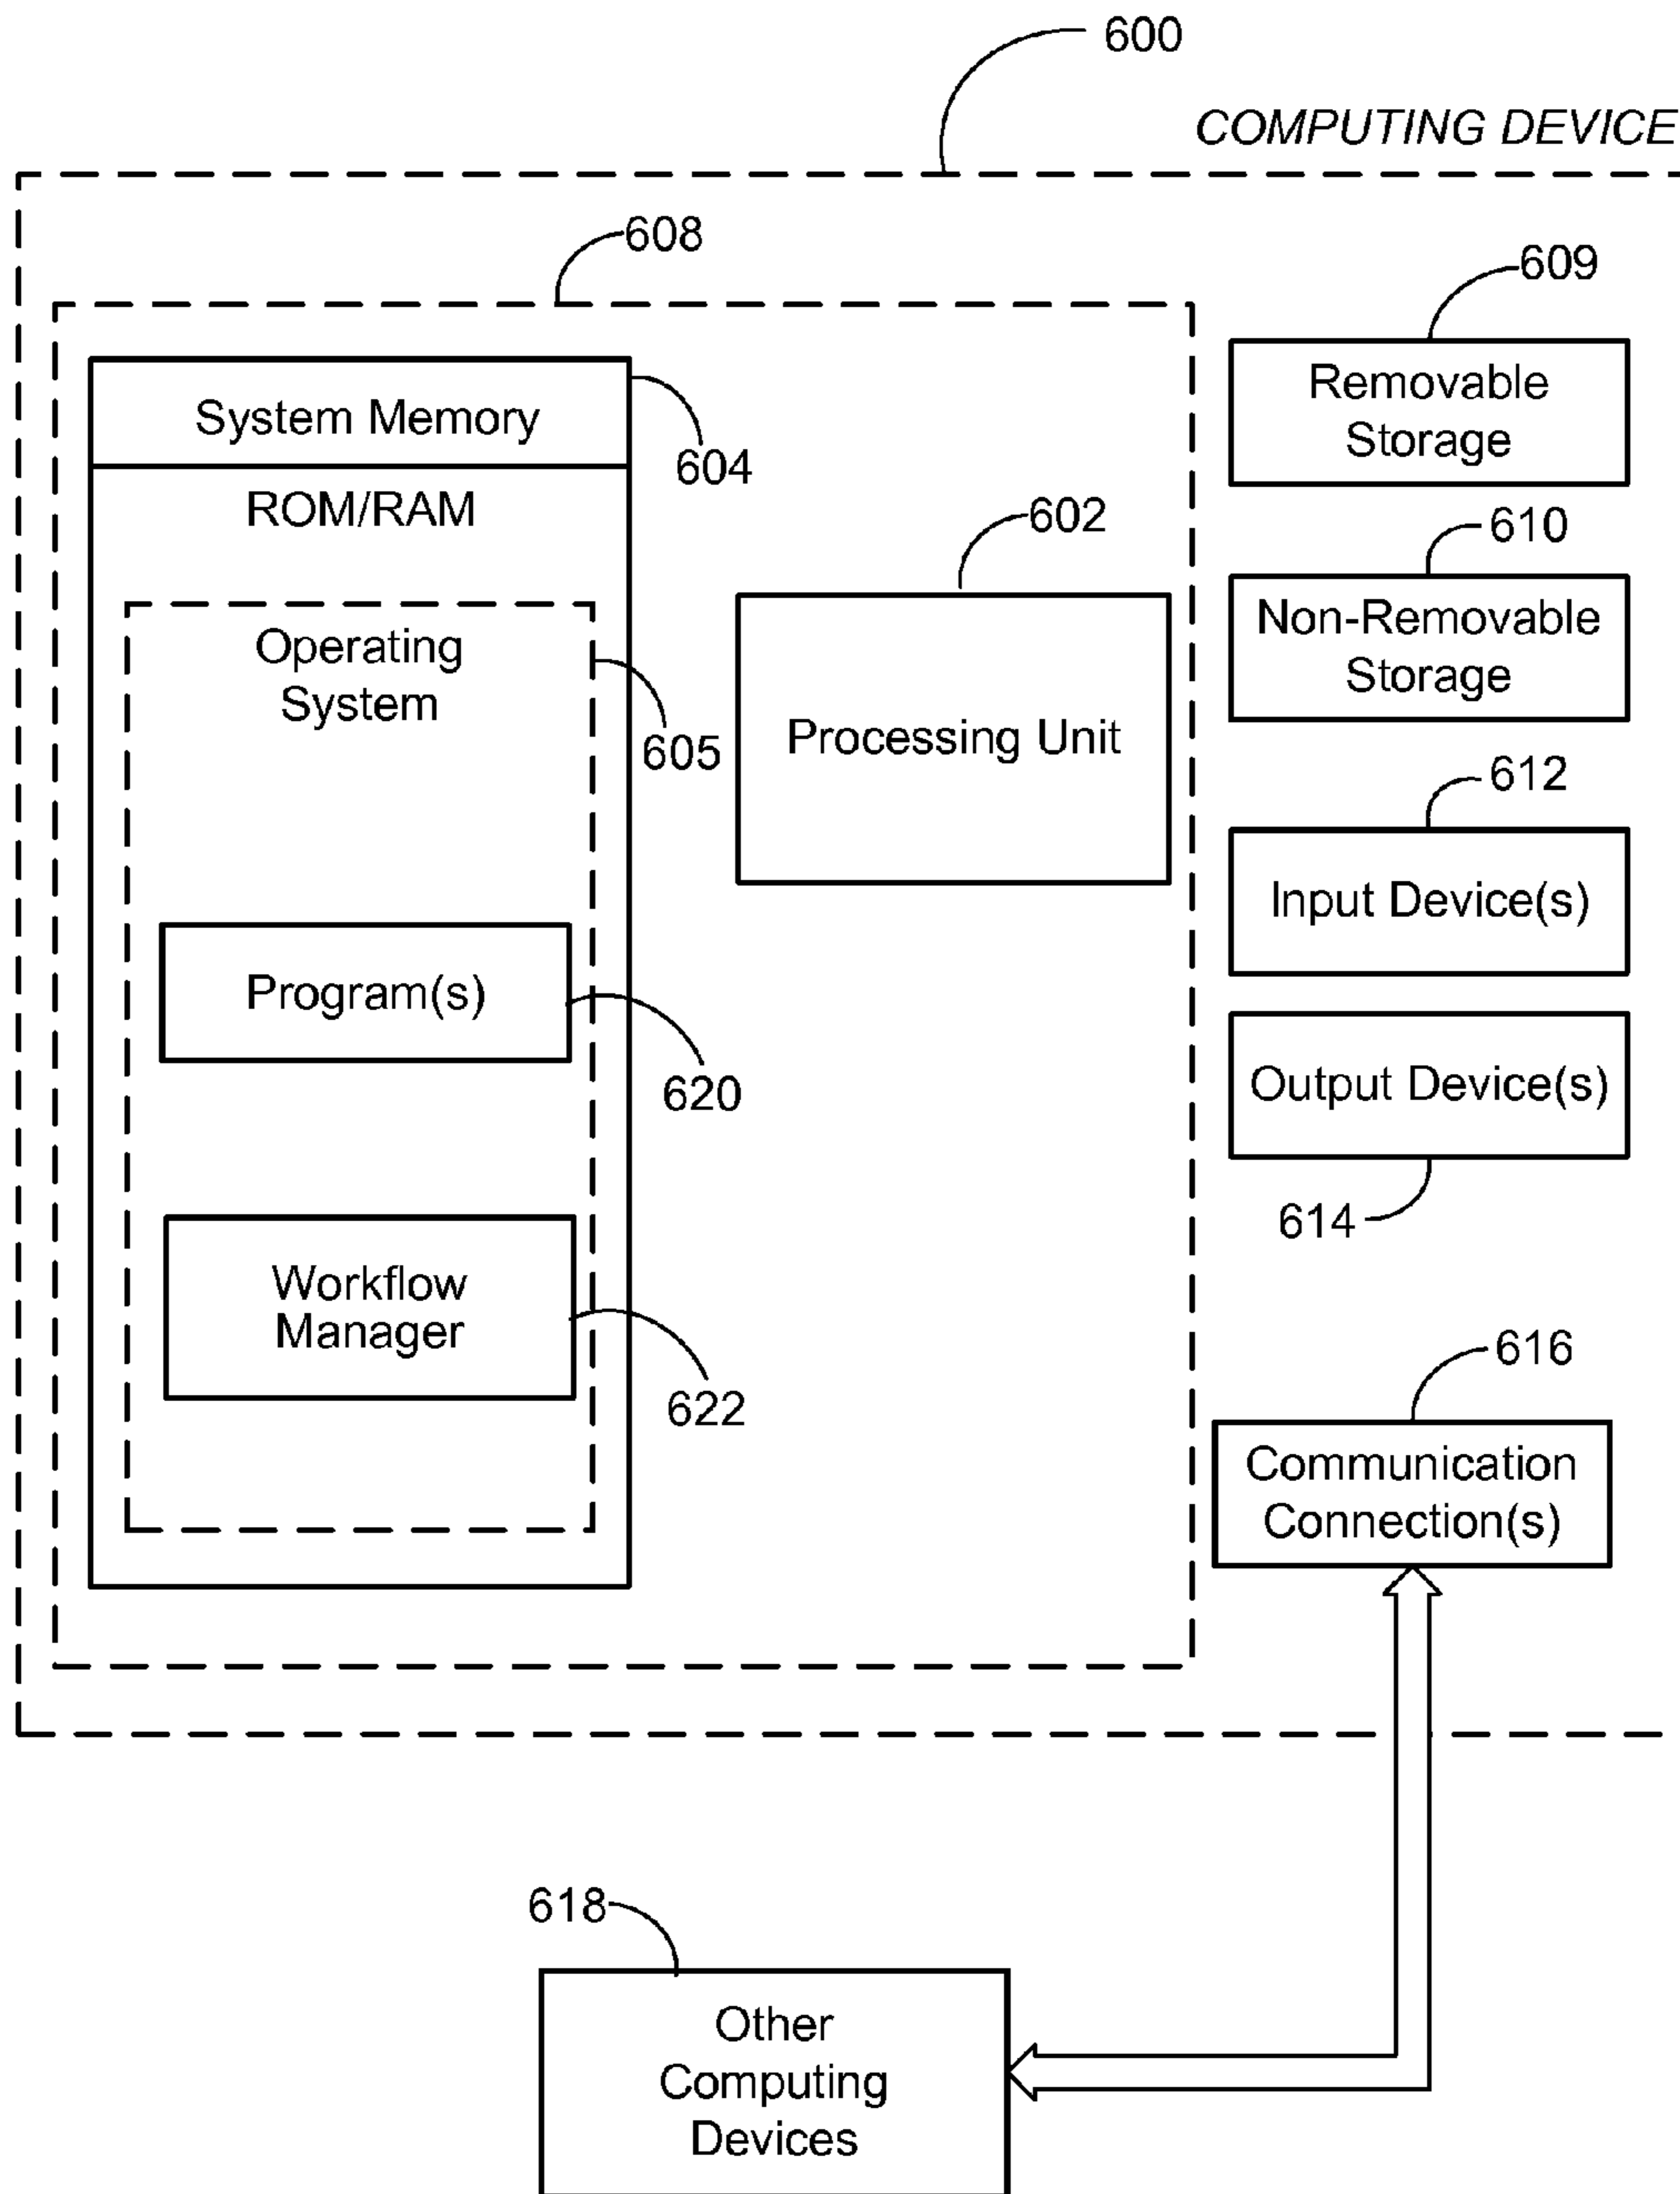 600
COMPUTING DEVICE
608
609
Removable
Storage
System Memory
604
ROM/RAM
602
610
Non-Removable
Storage
Operating
System
605
Processing Unit
612
Input Device(s)
Program(s)
620
Output Device(s)
614
Workflow
Manager
622
616
Communication
Connection(s)
618
Other
Computing
Devices